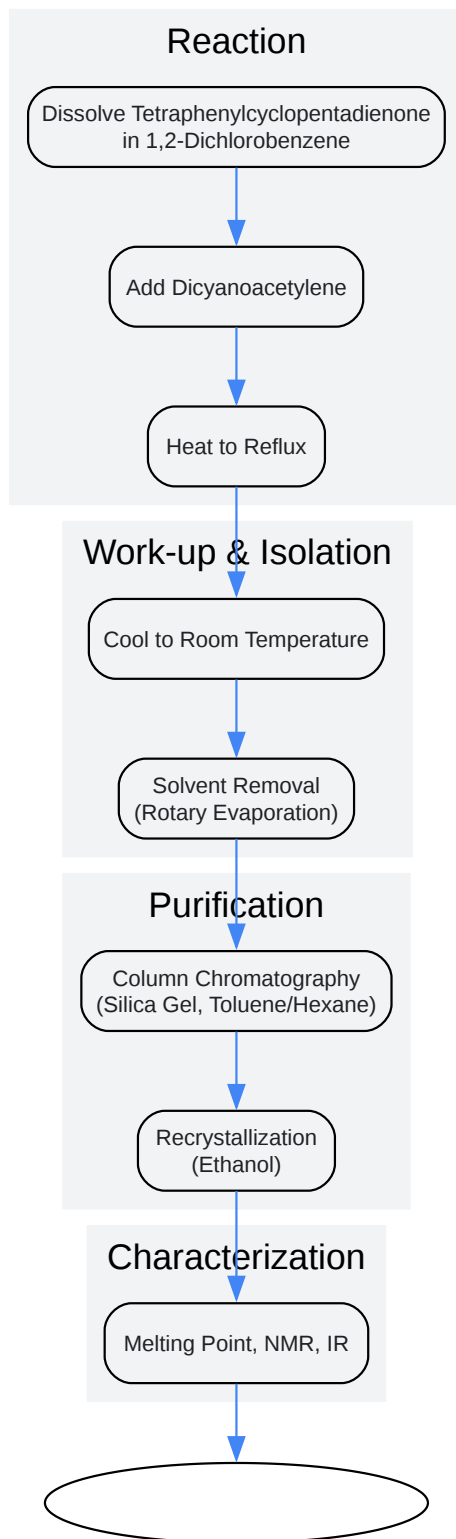 Reaction
Dissolve Tetraphenylcyclopentadienone
in 1,2-Dichlorobenzene
Add Dicyanoacetylene
Heat to Reflux
Work-up & Isolation
Cool to Room Temperature
Solvent Removal
(Rotary Evaporation)
Purification
Column Chromatography
(Silica Gel, Toluene/Hexane)
Recrystallization
(Ethanol)
Characterization
Melting Point, NMR, IR